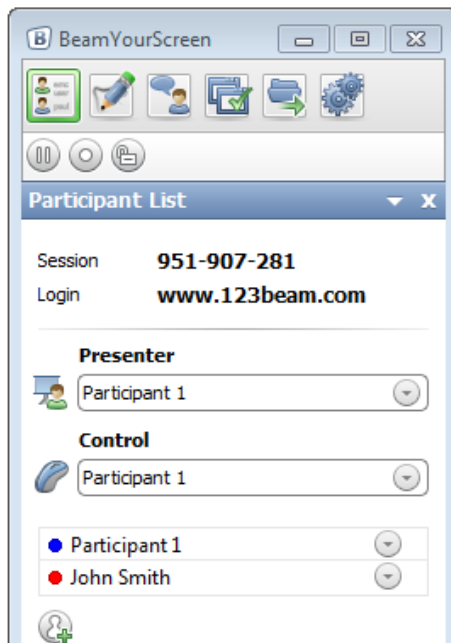 BeamYourScreen
Participant List
Session 951-907-281
Login www.123beam.com
Presenter
Participant 1
Control
Participant 1
Participant 1
John Smith